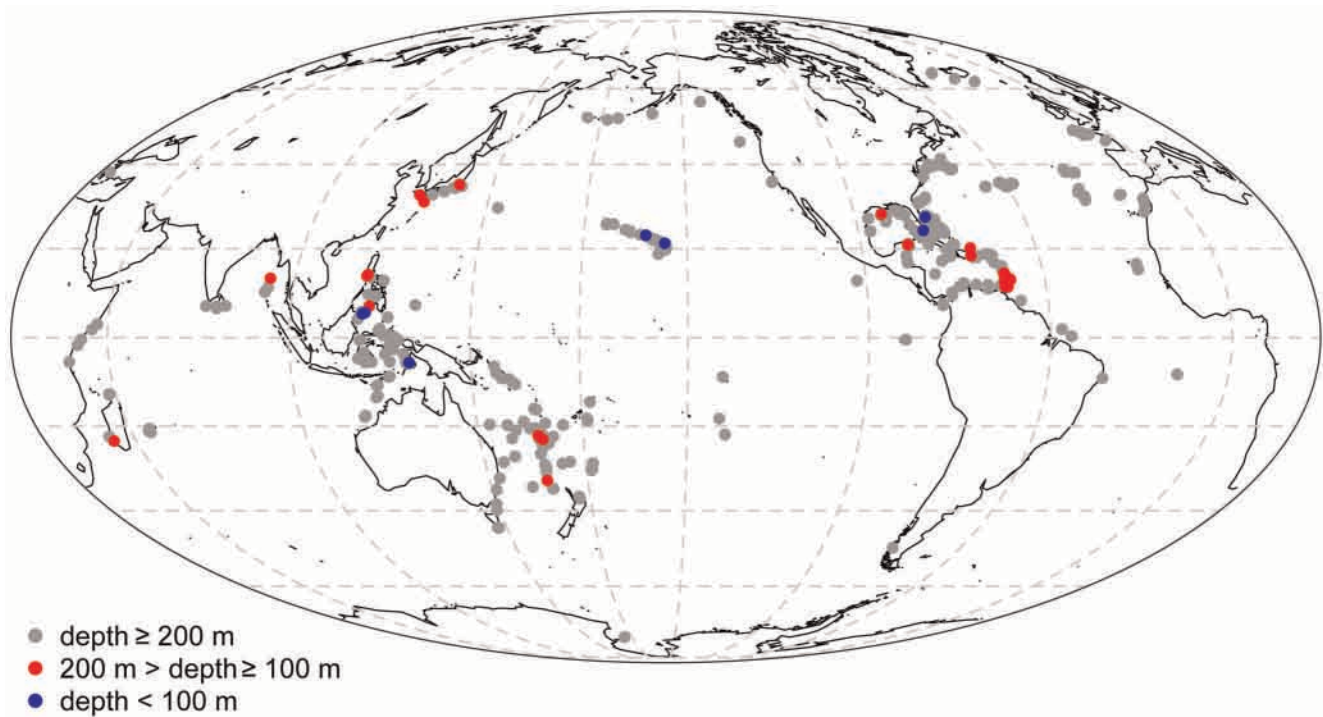 depth ≥ 200 m
200 m > depth ≥ 100 m
depth < 100 m